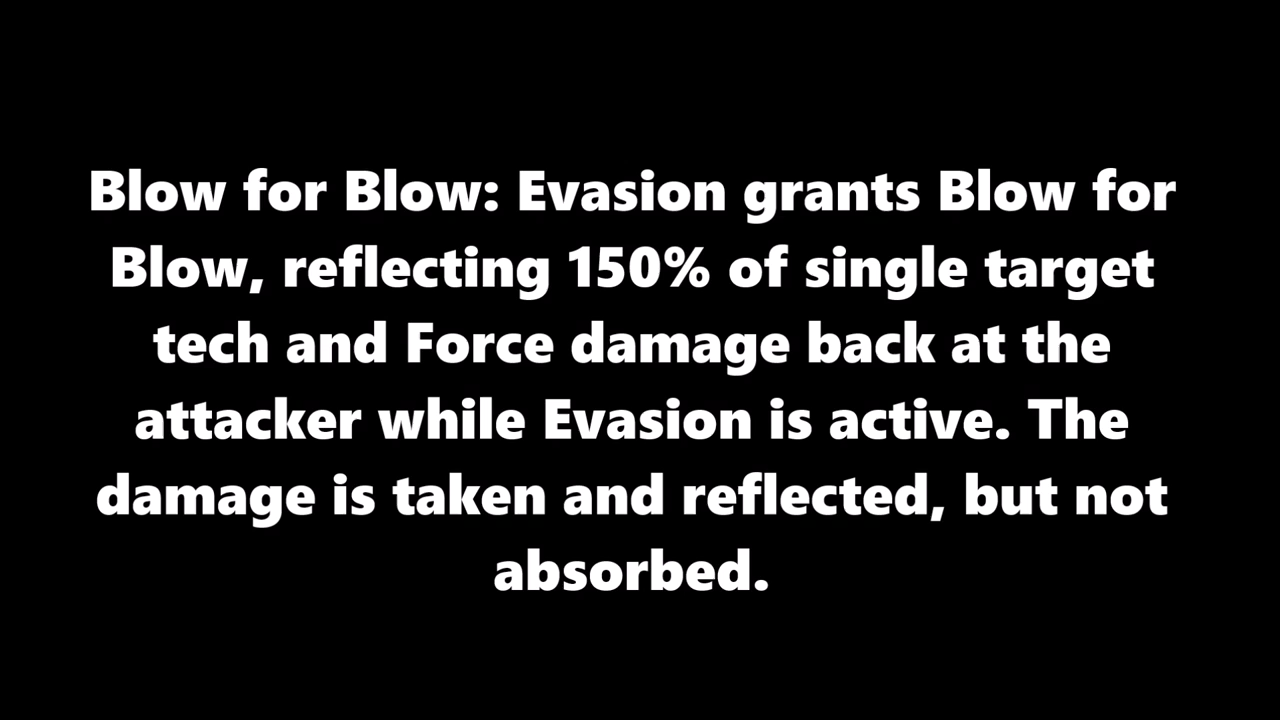 Blow for Blow: Evasion grants Blow for
Blow, reflecting 150% of single target
tech and Force damage back at the
attacker while Evasion is active. The
damage is taken and reflected, but not
absorbed.